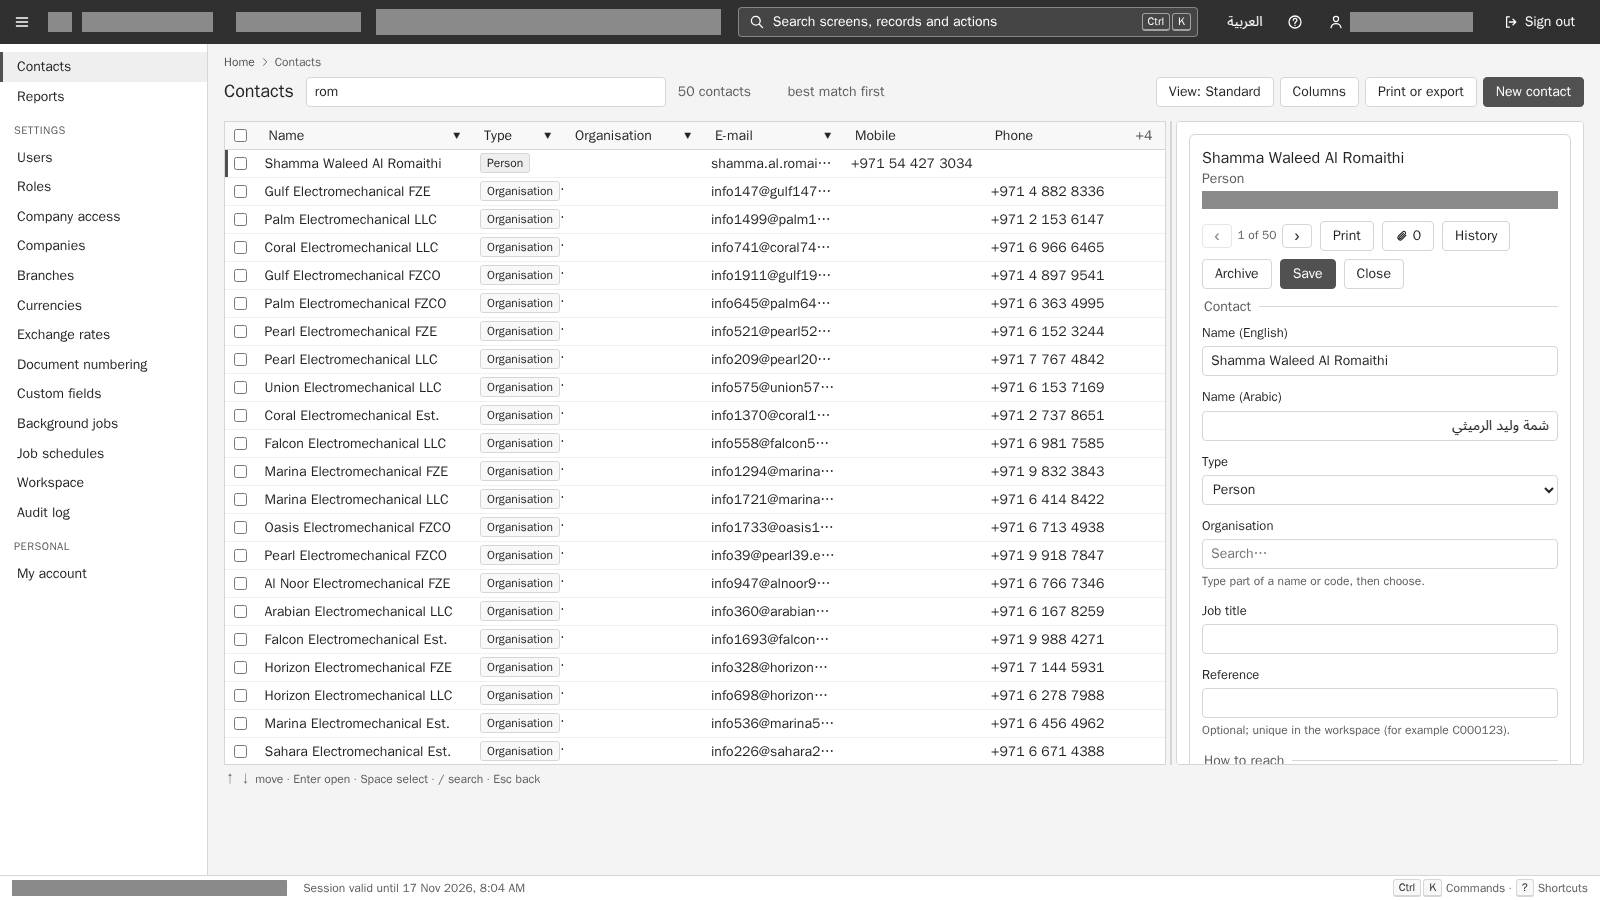 Search screens, records and actions Ctrl K العربية Sign out
Contacts
Reports
SETTINGS
Users
Roles
Company access
Companies
Branches
Currencies
Exchange rates
Document numbering
Custom fields
Background jobs
Job schedules
Workspace
Audit log
PERSONAL
My account
Home > Contacts
Contacts rom 50 contacts best match first View: Standard Columns Print or export New contact
Name ▼ Type ▼ Organisation ▼ E-mail ▼ Mobile Phone +4
Shamma Waleed Al Romaithi Person shamma.al.romai··· +971 54 427 3034
Gulf Electromechanical FZE Organisation info147@gulf147··· +971 4 882 8336
Palm Electromechanical LLC Organisation info1499@palm1··· +971 2 153 6147
Coral Electromechanical LLC Organisation info741@coral74··· +971 6 966 6465
Gulf Electromechanical FZCO Organisation info1911@gulf19··· +971 4 897 9541
Palm Electromechanical FZCO Organisation info645@palm64··· +971 6 363 4995
Pearl Electromechanical FZE Organisation info521@pearl52··· +971 6 152 3244
Pearl Electromechanical LLC Organisation info209@pearl20··· +971 7 767 4842
Union Electromechanical LLC Organisation info575@union57··· +971 6 153 7169
Coral Electromechanical Est. Organisation info1370@coral1··· +971 2 737 8651
Falcon Electromechanical LLC Organisation info558@falcon5··· +971 6 981 7585
Marina Electromechanical FZE Organisation info1294@marina··· +971 9 832 3843
Marina Electromechanical LLC Organisation info1721@marina··· +971 6 414 8422
Oasis Electromechanical FZCO Organisation info1733@oasis1··· +971 6 713 4938
Pearl Electromechanical FZCO Organisation info39@pearl39.e··· +971 9 918 7847
Al Noor Electromechanical FZE Organisation info947@alnoor9··· +971 6 766 7346
Arabian Electromechanical LLC Organisation info360@arabian··· +971 6 167 8259
Falcon Electromechanical Est. Organisation info1693@falcon··· +971 9 988 4271
Horizon Electromechanical FZE Organisation info328@horizon··· +971 7 144 5931
Horizon Electromechanical LLC Organisation info698@horizon··· +971 6 278 7988
Marina Electromechanical Est. Organisation info536@marina5··· +971 6 456 4962
Sahara Electromechanical Est. Organisation info226@sahara2··· +971 6 671 4388
↑ ↓ move · Enter open · Space select · / search · Esc back
Shamma Waleed Al Romaithi
Person
‹ 1 of 50 › Print 0 History
Archive Save Close
Contact
Name (English)
Shamma Waleed Al Romaithi
Name (Arabic)
شمة وليد الرميثي
Type
Person
Organisation
Search···
Type part of a name or code, then choose.
Job title
Reference
Optional; unique in the workspace (for example C000123).
How to reach
Session valid until 17 Nov 2026, 8:04 AM
Ctrl K Commands · ? Shortcuts